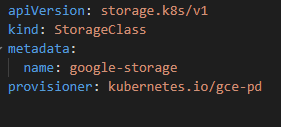 apiVersion: storage.k8s/v1
kind: StorageClass
metadata:
  name: google-storage
provisioner: kubernetes.io/gce-pd